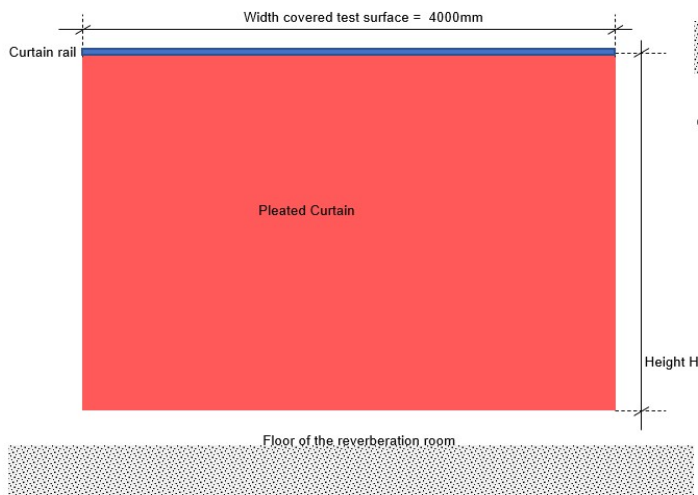 Width covered test surface = 4000mm
Curtain rail
Pleated Curtain
Height H
Floor of the reverberation room